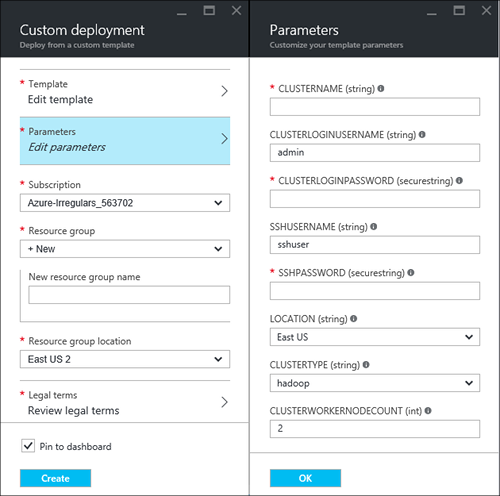 Custom deployment
Deploy from a custom template
* Template
Edit template
* Parameters
Edit parameters
* Subscription
Azure-Irregulars_563702
* Resource group
+ New
New resource group name
* Resource group location
East US 2
* Legal terms
Review legal terms
Pin to dashboard
Create
Parameters
Customize your template parameters
* CLUSTERNAME (string)
CLUSTERLOGINUSERNAME (string)
admin
* CLUSTERLOGINPASSWORD (securestring)
SSHUSERNAME (string)
sshuser
* SSHPASSWORD (securestring)
LOCATION (string)
East US
CLUSTERTYPE (string)
hadoop
CLUSTERWORKERNODECOUNT (int)
2
OK